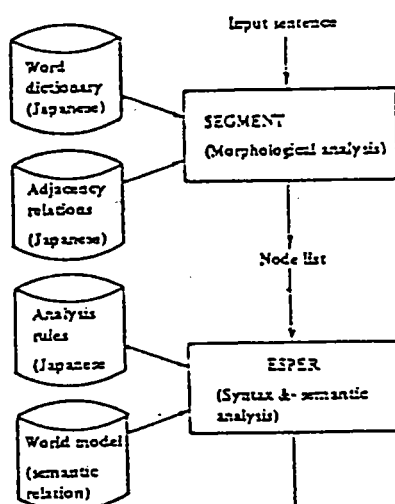 Input sentence
Word
dictionary
(Japanese)
SEGMENT
(Morphological analysis)
Adjacency
relations
(Japanese)
Node list
Analysis
rules
(Japanese
ESPER
(Syntax & semantic
analysis)
World model
(semantic
relation)